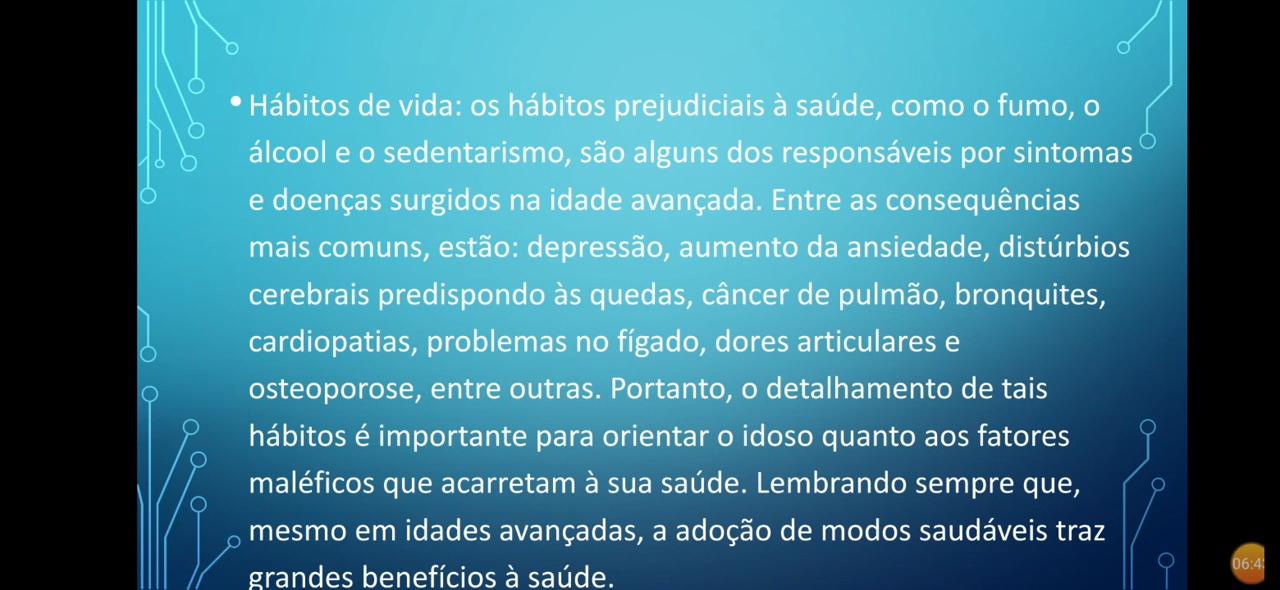 • Hábitos de vida: os hábitos prejudiciais à saúde, como o fumo, o
álcool e o sedentarismo, são alguns dos responsáveis por sintomas
e doenças surgidos na idade avançada. Entre as consequências
mais comuns, estão: depressão, aumento da ansiedade, distúrbios
cerebrais predispondo às quedas, câncer de pulmão, bronquites,
cardiopatias, problemas no fígado, dores articulares e
osteoporose, entre outras. Portanto, o detalhamento de tais
hábitos é importante para orientar o idoso quanto aos fatores
maléficos que acarretam à sua saúde. Lembrando sempre que,
mesmo em idades avançadas, a adoção de modos saudáveis traz
grandes benefícios à saúde.